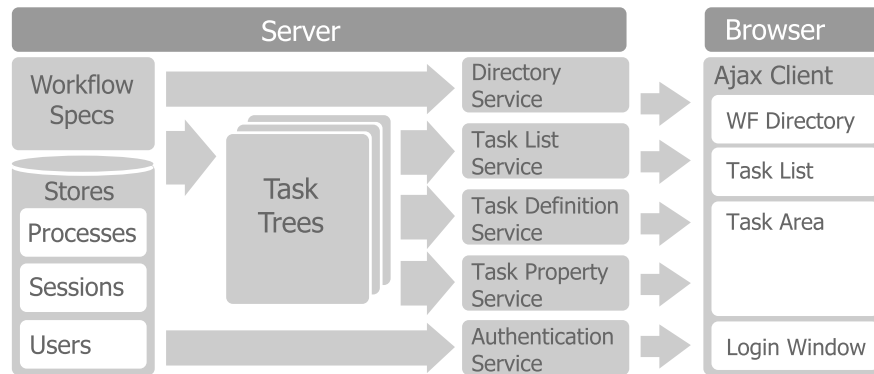 Server
Browser
Workflow
Specs
Stores
Processes
Sessions
Users
Task
Trees
Directory
Service
Task List
Service
Task Definition
Service
Task Property
Service
Authentication
Service
Ajax Client
WF Directory
Task List
Task Area
Login Window